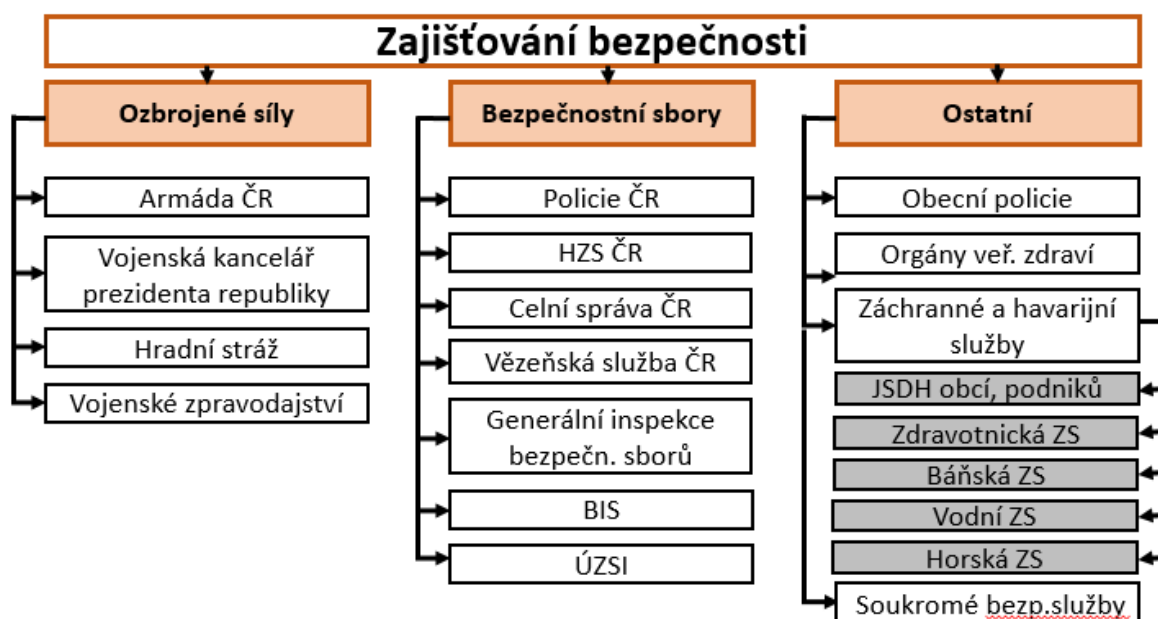 Zajišťování bezpečnosti
Ozbrojené síly
Armáda ČR
Vojenská kancelář
prezidenta republiky
Hradní stráž
Vojenské zpravodajství
Bezpečnostní sbory
Policie ČR
HZS ČR
Celní správa ČR
Vězeňská služba ČR
Generální inspekce
bezpečn. sborů
BIS
ÚZSI
Ostatní
Obecní policie
Orgány veř. zdraví
Záchranné a havarijní
služby
JSDH obcí, podniků
Zdravotnická ZS
Báňská ZS
Vodní ZS
Horská ZS
Soukromé bezp.služby